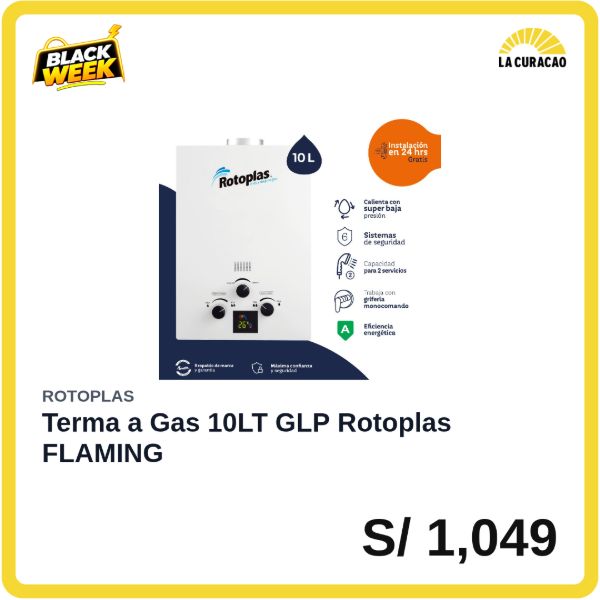 BLACK
WEEK
LA CURACAO
10 L
Instalación
en 24 hrs
Gratis
Rotoplas
Calienta con
super baja
presión
Sistemas
de seguridad
Capacidad
para 2 servicios
Trabaja con
grifería
monocomando
A
Eficiencia
energética
26
Respaldo de marca
y garantía
Máxima confianza
y seguridad
ROTOPLAS
Terma a Gas 10LT GLP Rotoplas
FLAMING
S/ 1,049